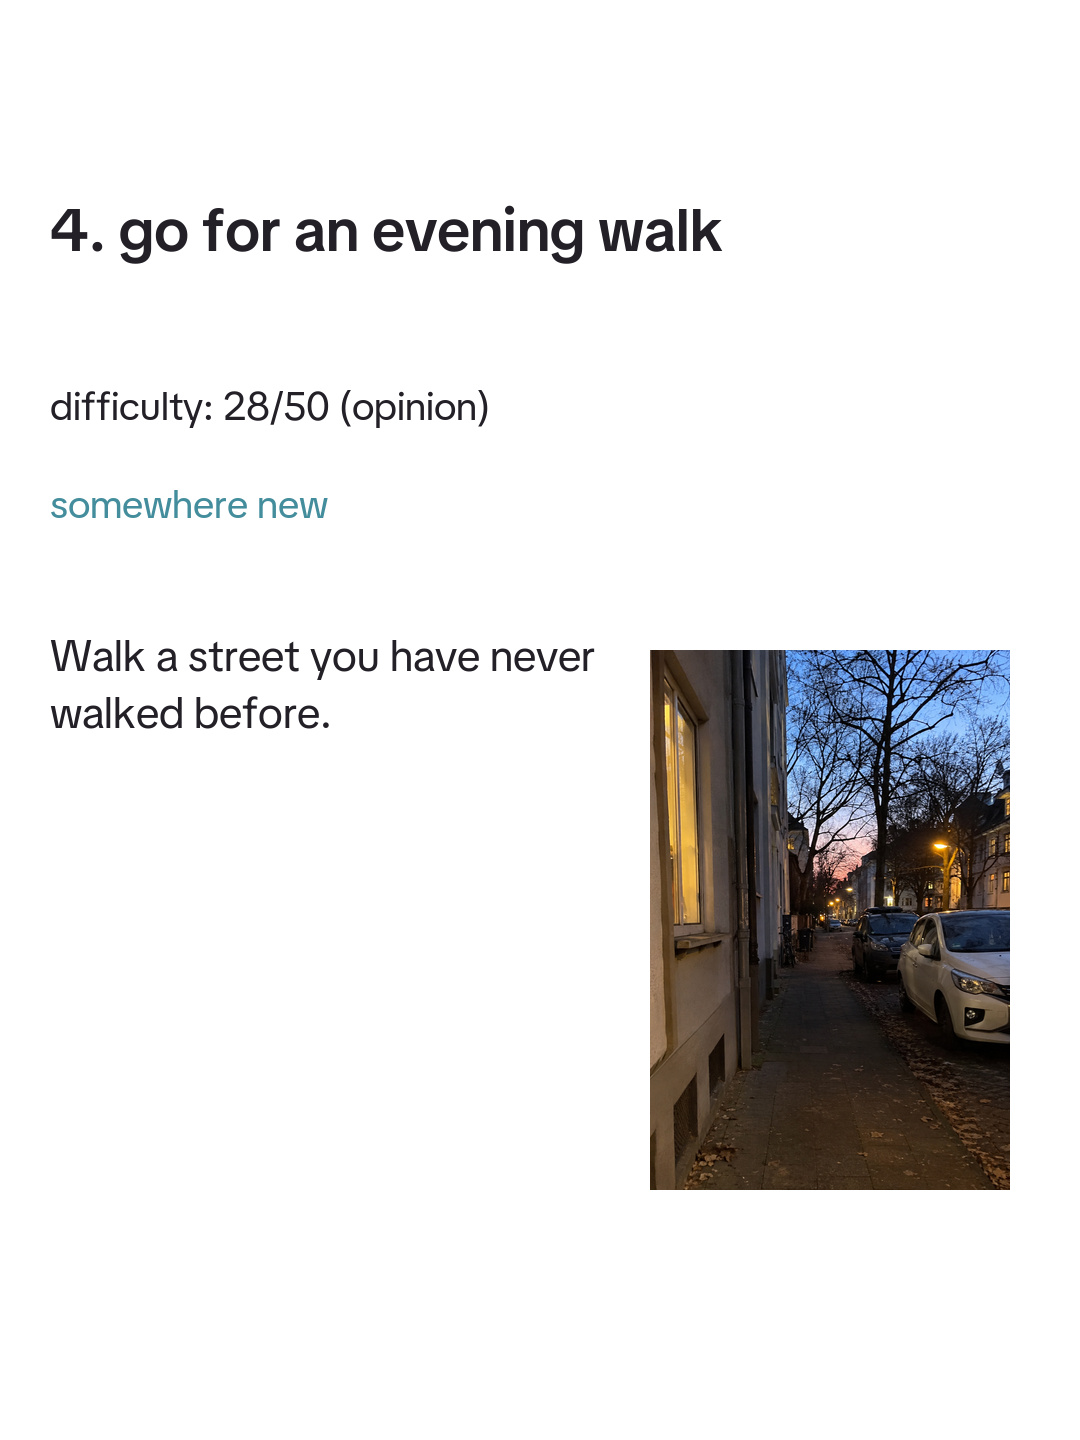 4. go for an evening walk
difficulty: 28/50 (opinion)
somewhere new
Walk a street you have never
walked before.